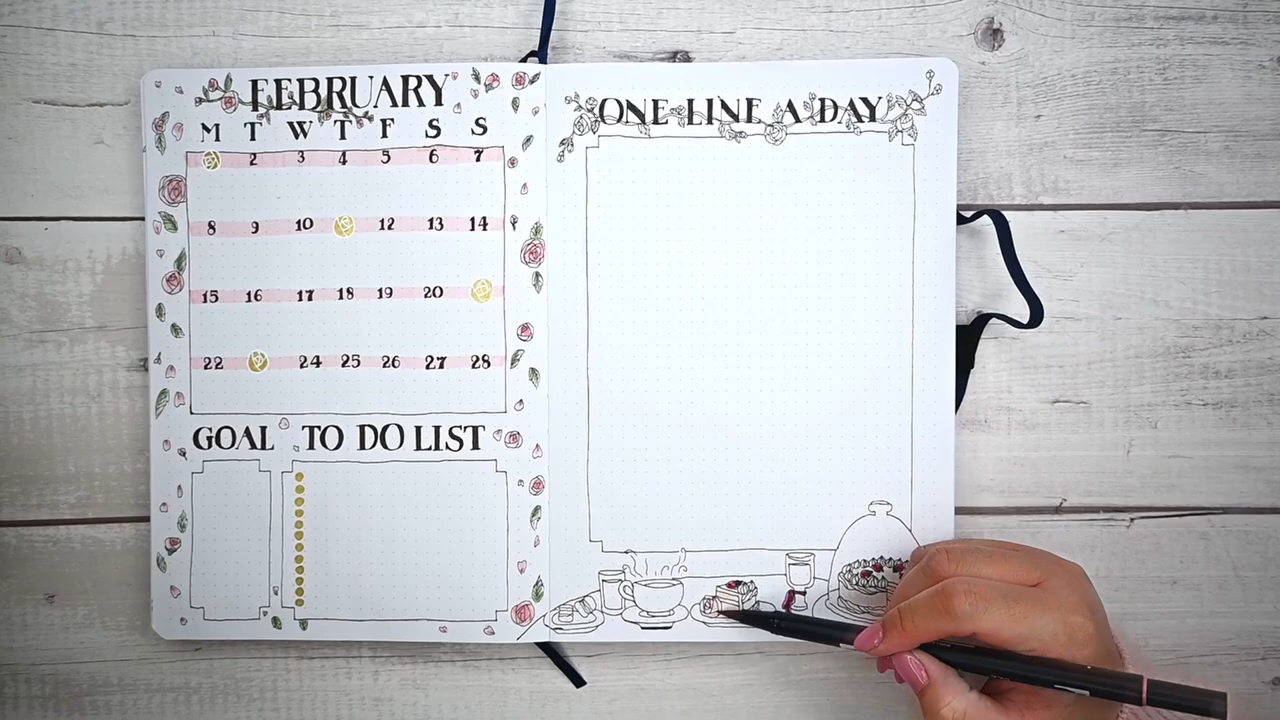 FEBRUARY
M T W T F S S
2 3 4 5 6 7
8 9 10 12 13 14
15 16 17 18 19 20
22 24 25 26 27 28
GOAL TO DO LIST
ONE LINE A DAY